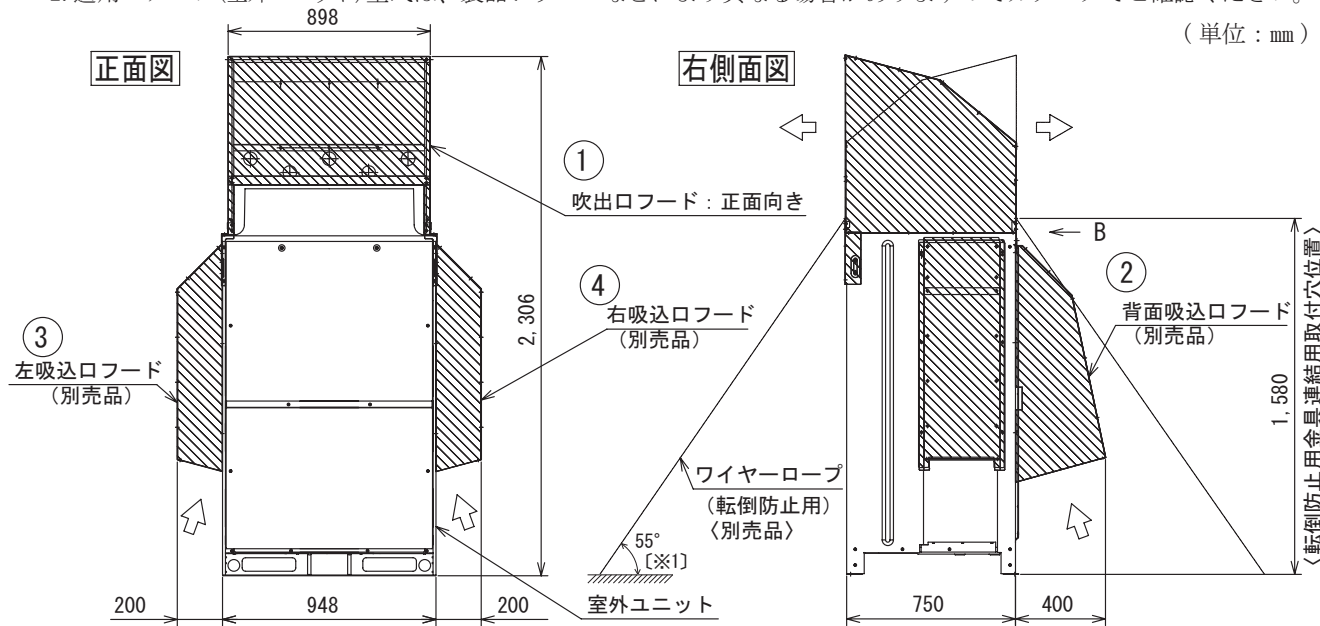 898
(単位:mm)
正面図
右側面図
①
吹出口フード:正面向き
B
②
背面吸込口フード
(別売品)
③
左吸込口フード
(別売品)
④
右吸込口フード
(別売品)
2,306
1,580
〈転倒防止用金具連結用取付穴位置〉
ワイヤーロープ
(転倒防止用)
〈別売品〉
55°
[※1]
室外ユニット
200
948
200
750
400